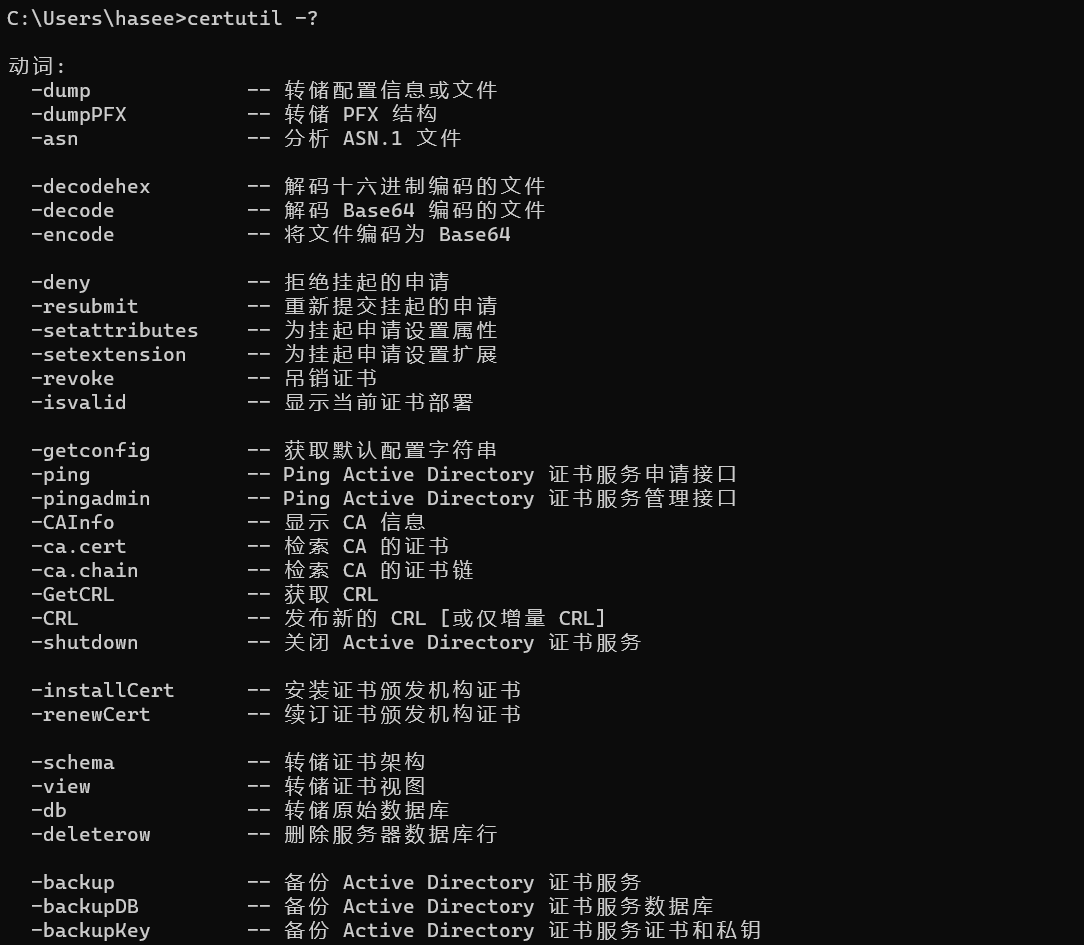 C:\Users\hasee>certutil -?
动词:
-dump -- 转储配置信息或文件
-dumpPFX -- 转储 PFX 结构
-asn -- 分析 ASN.1 文件
-decodehex -- 解码十六进制编码的文件
-decode -- 解码 Base64 编码的文件
-encode -- 将文件编码为 Base64
-deny -- 拒绝挂起的申请
-resubmit -- 重新提交挂起的申请
-setattributes -- 为挂起申请设置属性
-setextension -- 为挂起申请设置扩展
-revoke -- 吊销证书
-isvalid -- 显示当前证书部署
-getconfig -- 获取默认配置字符串
-ping -- Ping Active Directory 证书服务申请接口
-pingadmin -- Ping Active Directory 证书服务管理接口
-CAInfo -- 显示 CA 信息
-ca.cert -- 检索 CA 的证书
-ca.chain -- 检索 CA 的证书链
-GetCRL -- 获取 CRL
-CRL -- 发布新的 CRL [或仅增量 CRL]
-shutdown -- 关闭 Active Directory 证书服务
-installCert -- 安装证书颁发机构证书
-renewCert -- 续订证书颁发机构证书
-schema -- 转储证书架构
-view -- 转储证书视图
-db -- 转储原始数据库
-deleterow -- 删除服务器数据库行
-backup -- 备份 Active Directory 证书服务
-backupDB -- 备份 Active Directory 证书服务数据库
-backupKey -- 备份 Active Directory 证书服务证书和私钥